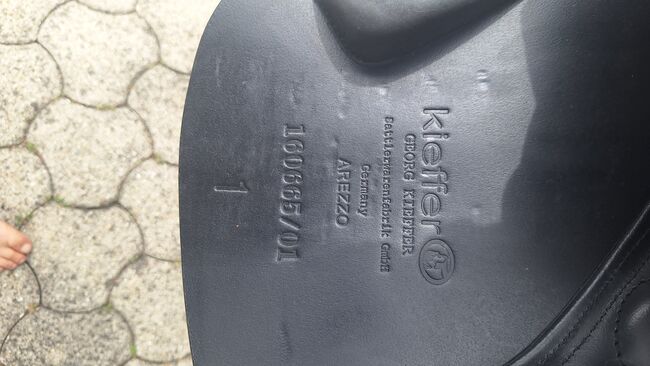 kieffer
GEORG KIEFFER
Sattlerwarenfabrik GmbH
Germany
AREZZO
160665/01
1